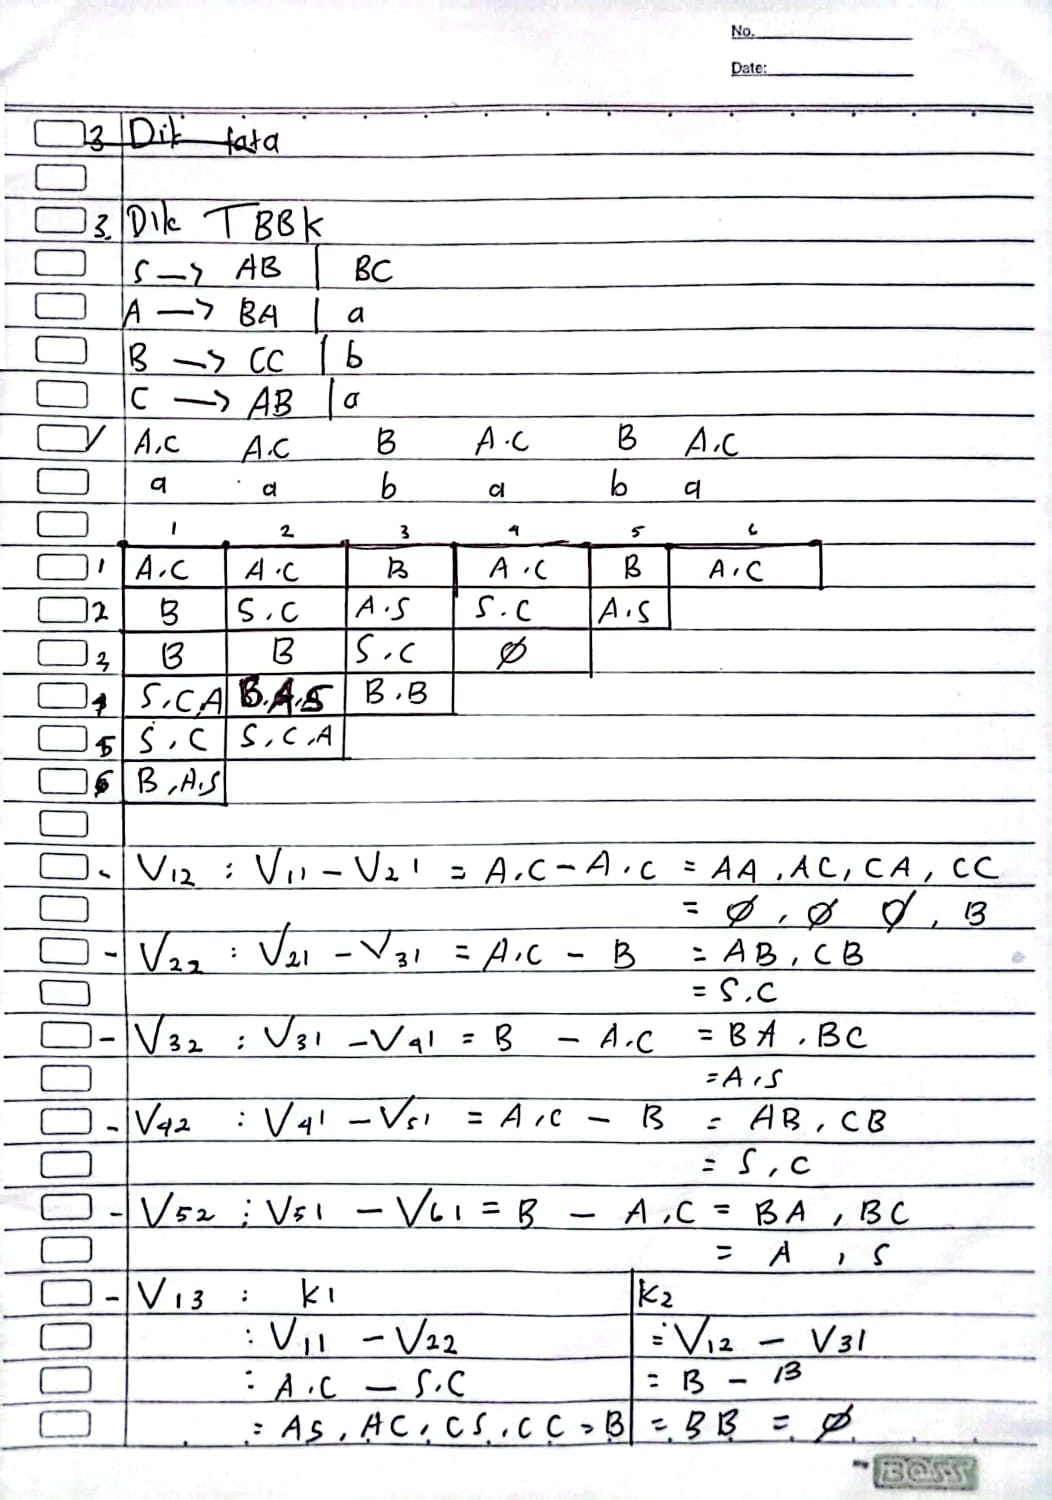 No.
Date:
3 Dik tata
3. Dik TBBK
S → AB | BC
A → BA | a
B → CC | b
C → AB | a
√ A.C A.C B A.C B A.C
a a b a b a
1 2 3 4 5 6
1 A.C A.C B A.C B A.C
2 B S.C A.S S.C A.S
3 B B S.C Ø
4 S.C.A B.A.S B.B
5 S.C S.C.A
6 B,A.S
- V12 : V11 - V21 = A.C - A.C = AA, AC, CA, CC
= Ø, Ø Ø, B
- V22 : V21 - V31 = A.C - B = AB, CB
= S.C
- V32 : V31 - V41 = B - A.C = BA, BC
= A,S
- V42 : V41 - V51 = A,C - B = AB, CB
= S, C
- V52 : V51 - V61 = B - A,C = BA, BC
= A, S
- V13 : K1 K2
: V11 - V22 = V12 - V31
: A.C - S.C = B - B
= AS, AC, CS, CC = B = BB = Ø
BOSS